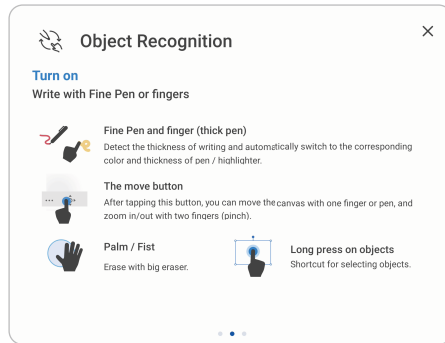 Object Recognition
Turn on
Write with Fine Pen or fingers
Fine Pen and finger (thick pen)
Detect the thickness of writing and automatically switch to the corresponding
color and thickness of pen / highlighter.
The move button
After tapping this button, you can move the canvas with one finger or pen, and
zoom in/out with two fingers (pinch).
Palm / Fist
Erase with big eraser.
Long press on objects
Shortcut for selecting objects.